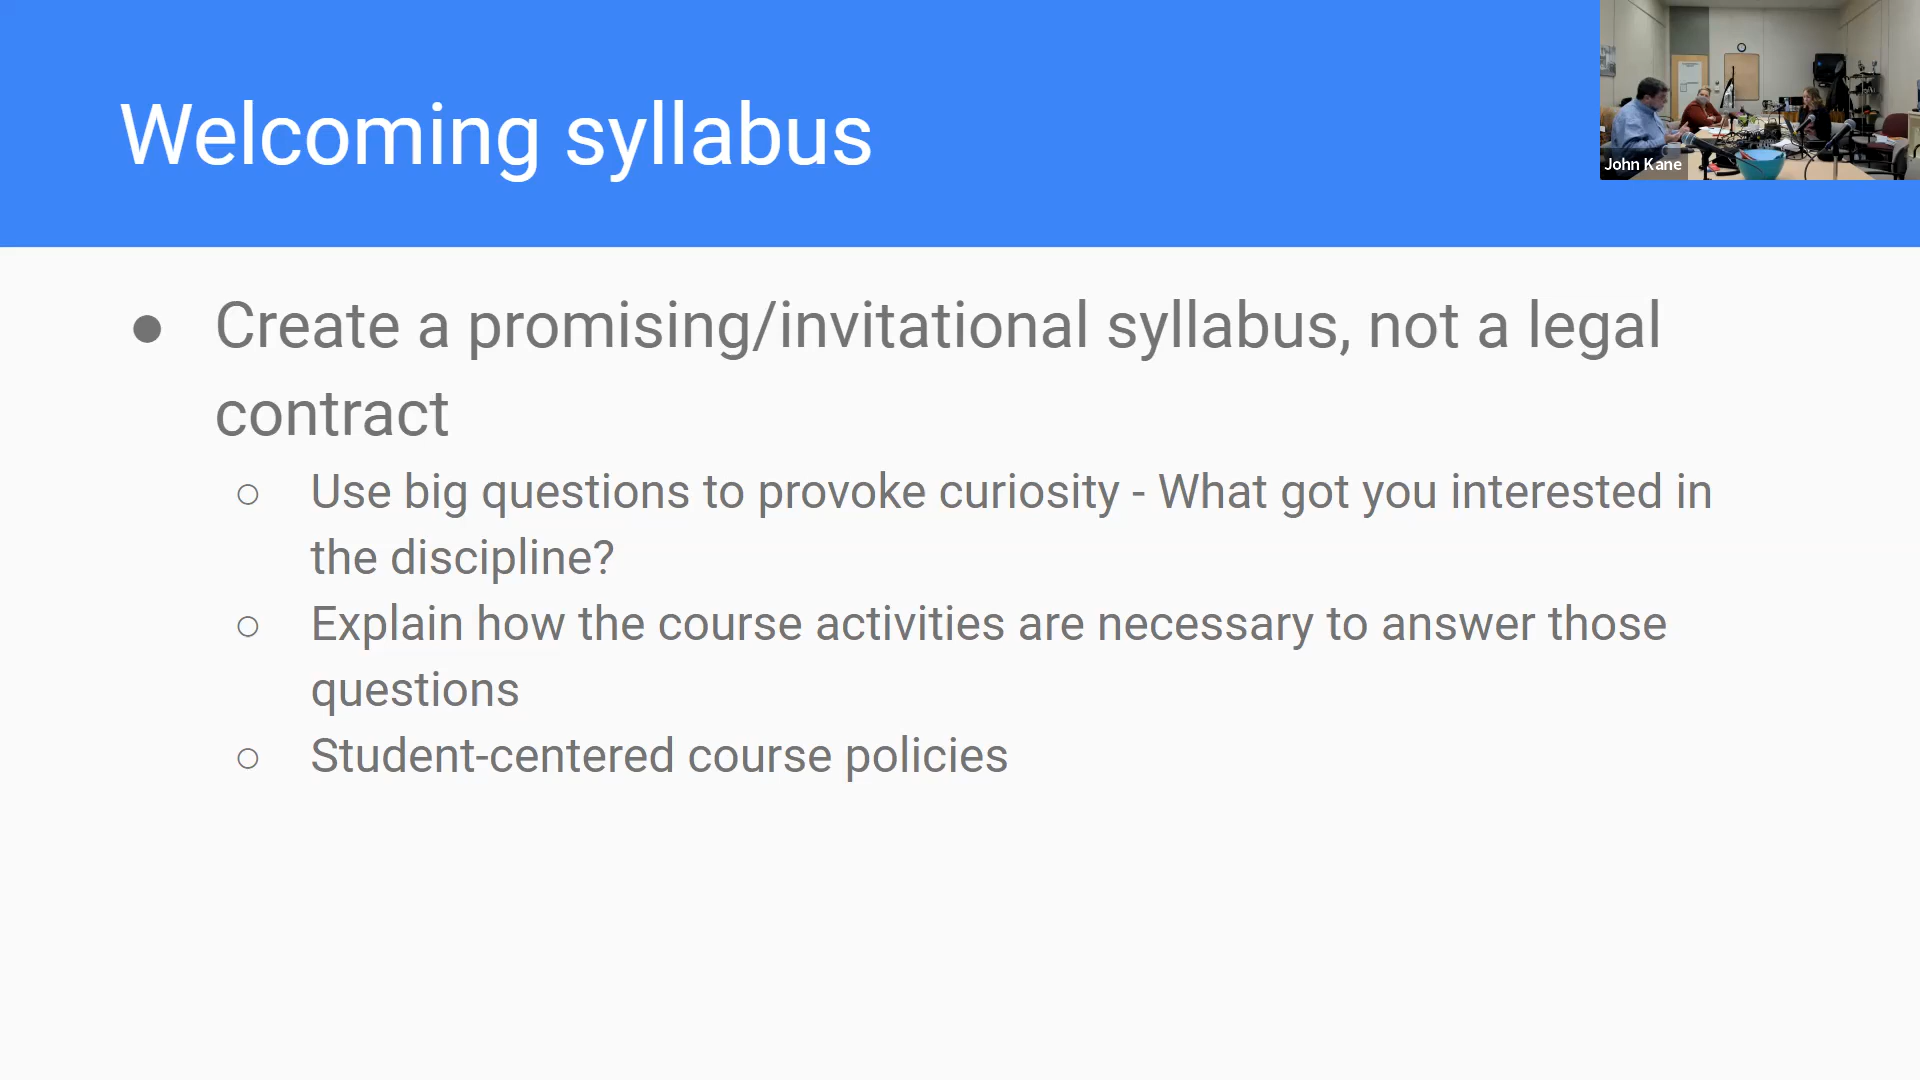 Welcoming syllabus
John Kane
● Create a promising/invitational syllabus, not a legal
contract
○ Use big questions to provoke curiosity - What got you interested in
the discipline?
○ Explain how the course activities are necessary to answer those
questions
○ Student-centered course policies